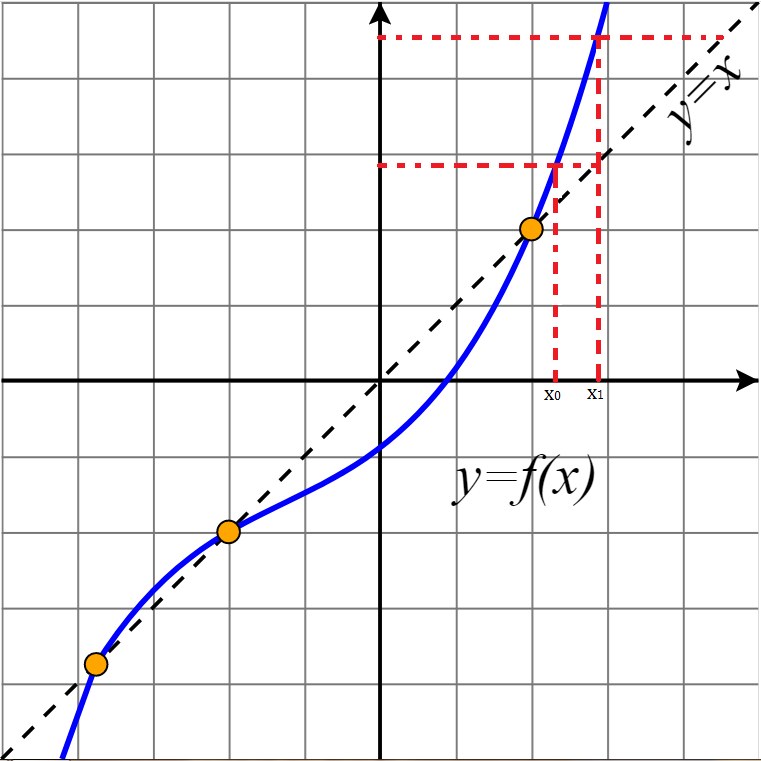 y=x
x₀ x₁
y=f(x)